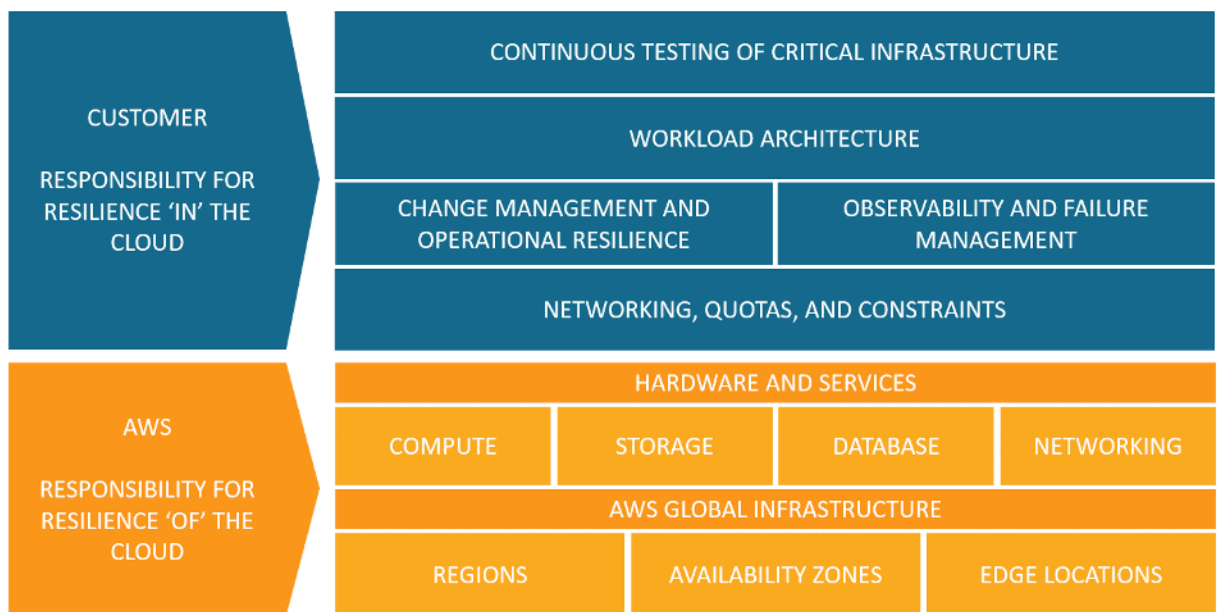 CUSTOMER
RESPONSIBILITY FOR
RESILIENCE ‘IN’ THE
CLOUD
CONTINUOUS TESTING OF CRITICAL INFRASTRUCTURE
WORKLOAD ARCHITECTURE
CHANGE MANAGEMENT AND
OPERATIONAL RESILIENCE
OBSERVABILITY AND FAILURE
MANAGEMENT
NETWORKING, QUOTAS, AND CONSTRAINTS
AWS
RESPONSIBILITY FOR
RESILIENCE ‘OF’ THE
CLOUD
HARDWARE AND SERVICES
COMPUTE
STORAGE
DATABASE
NETWORKING
AWS GLOBAL INFRASTRUCTURE
REGIONS
AVAILABILITY ZONES
EDGE LOCATIONS